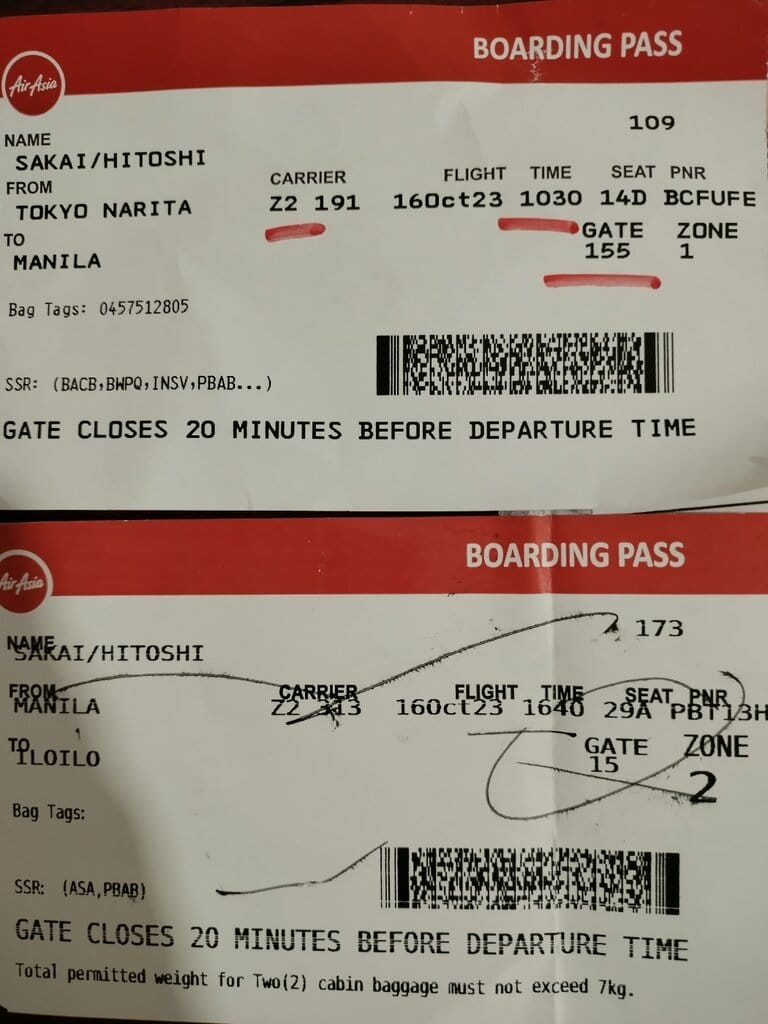 BOARDING PASS
AirAsia
109
NAME
SAKAI/HITOSHI
FROM
TOKYO NARITA
TO
MANILA
CARRIER FLIGHT TIME SEAT PNR
Z2 191 16Oct23 1030 14D BCFUFE
GATE ZONE
155 1
Bag Tags: 0457512805
SSR: (BACB,BWPQ,INSV,PBAB...)
GATE CLOSES 20 MINUTES BEFORE DEPARTURE TIME
BOARDING PASS
AirAsia
173
NAME
SAKAI/HITOSHI
FROM
MANILA
TO
ILOILO
CARRIER FLIGHT TIME SEAT PNR
Z2 313 16Oct23 1640 29A PBT13H
GATE ZONE
15 2
Bag Tags:
SSR: (ASA,PBAB)
GATE CLOSES 20 MINUTES BEFORE DEPARTURE TIME
Total permitted weight for Two(2) cabin baggage must not exceed 7kg.